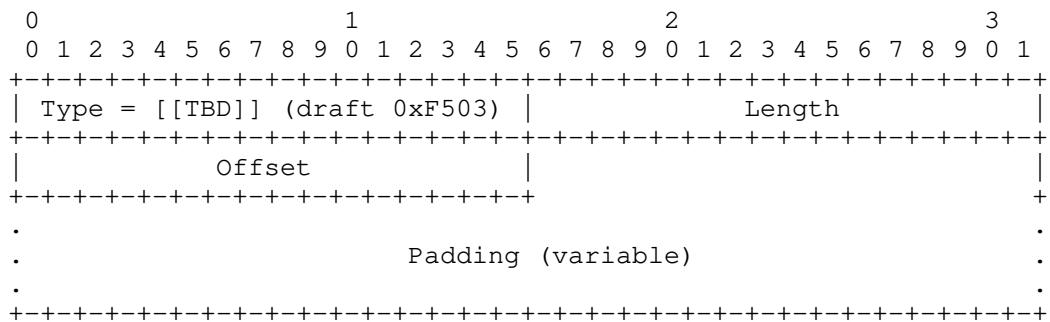 0                   1                   2                   3
 0 1 2 3 4 5 6 7 8 9 0 1 2 3 4 5 6 7 8 9 0 1 2 3 4 5 6 7 8 9 0 1
+-+-+-+-+-+-+-+-+-+-+-+-+-+-+-+-+-+-+-+-+-+-+-+-+-+-+-+-+-+-+-+-+
| Type = [[TBD]] (draft 0xF503) |             Length            |
+-+-+-+-+-+-+-+-+-+-+-+-+-+-+-+-+-+-+-+-+-+-+-+-+-+-+-+-+-+-+-+-+
|            Offset             |                               |
+-+-+-+-+-+-+-+-+-+-+-+-+-+-+-+-+                               +
.                                                               .
.                        Padding (variable)                     .
.                                                               .
+-+-+-+-+-+-+-+-+-+-+-+-+-+-+-+-+-+-+-+-+-+-+-+-+-+-+-+-+-+-+-+-+